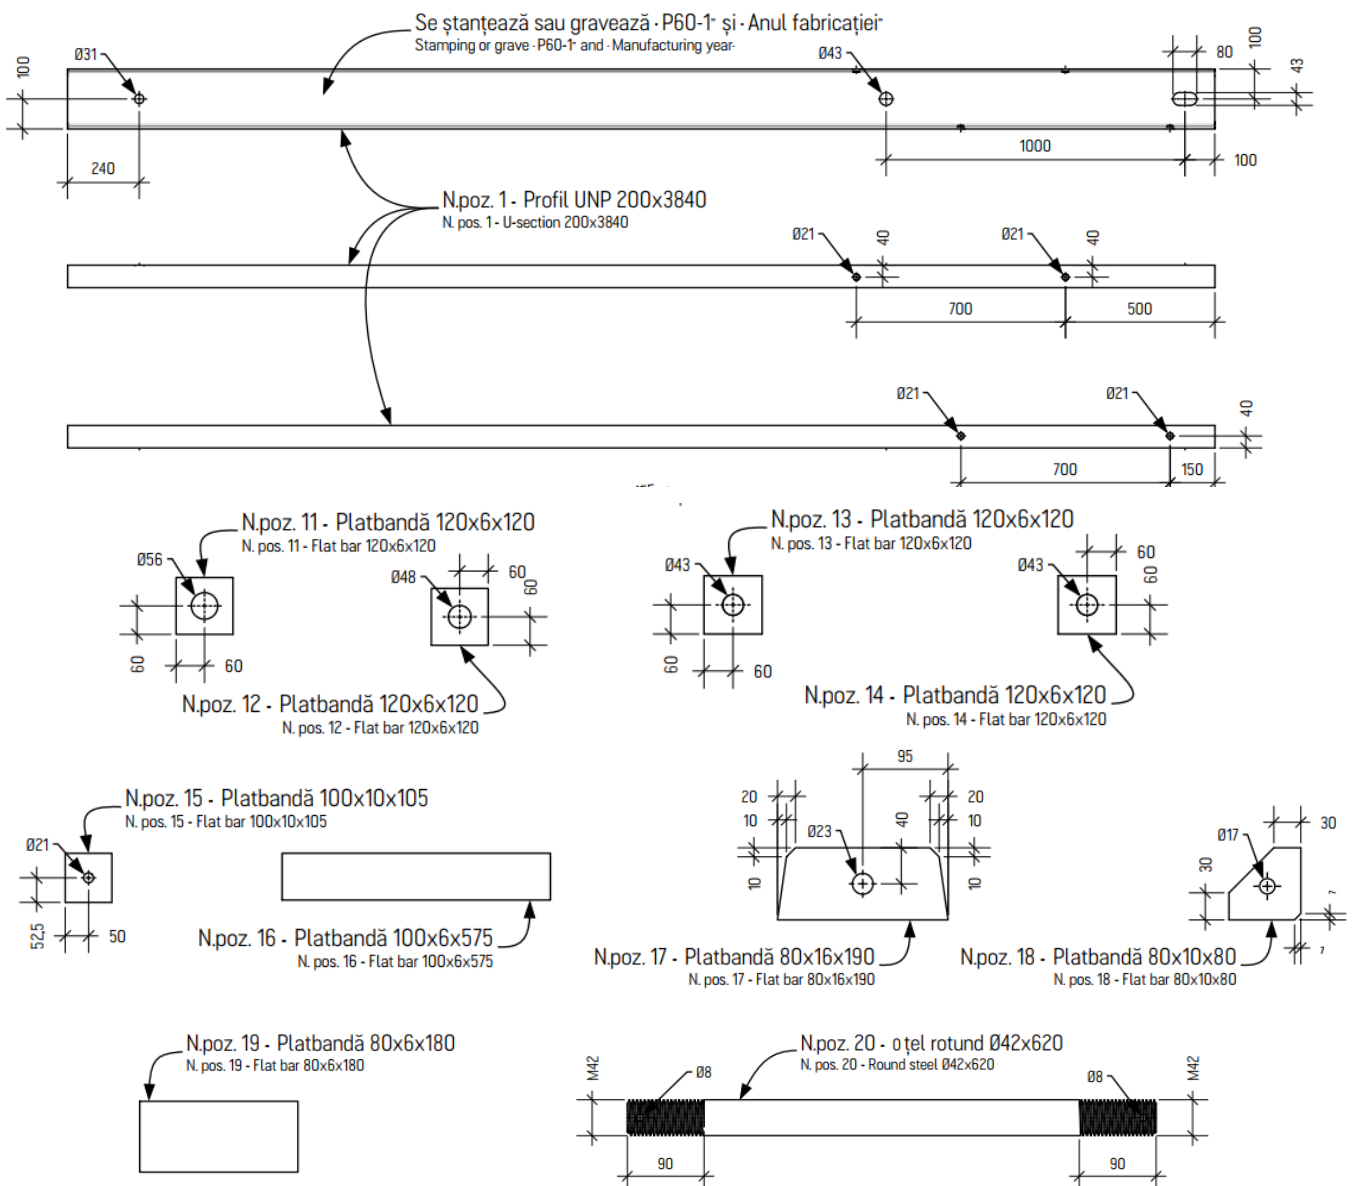 Se ștanțează sau gravează - P60-1" și - Anul fabricației"
Stamping or grave - P60-1" and - Manufacturing year-
Ø31
Ø43
80
100
43
100
240
1000
100
N.poz. 1 - Profil UNP 200x3840
N. pos. 1 - U-section 200x3840
Ø21
40
Ø21
40
700
500
Ø21
Ø21
40
700
150
N.poz. 11 - Platbandă 120x6x120
N. pos. 11 - Flat bar 120x6x120
Ø56
60
60
Ø48
60
60
N.poz. 12 - Platbandă 120x6x120
N. pos. 12 - Flat bar 120x6x120
N.poz. 13 - Platbandă 120x6x120
N. pos. 13 - Flat bar 120x6x120
Ø43
60
60
Ø43
60
60
N.poz. 14 - Platbandă 120x6x120
N. pos. 14 - Flat bar 120x6x120
N.poz. 15 - Platbandă 100x10x105
N. pos. 15 - Flat bar 100x10x105
Ø21
52,5
50
N.poz. 16 - Platbandă 100x6x575
N. pos. 16 - Flat bar 100x6x575
95
20
20
10
10
Ø23
40
10
10
N.poz. 17 - Platbandă 80x16x190
N. pos. 17 - Flat bar 80x16x190
30
Ø17
30
7
7
N.poz. 18 - Platbandă 80x10x80
N. pos. 18 - Flat bar 80x10x80
N.poz. 19 - Platbandă 80x6x180
N. pos. 19 - Flat bar 80x6x180
N.poz. 20 - oțel rotund Ø42x620
N. pos. 20 - Round steel Ø42x620
M42
Ø8
Ø8
M42
90
90